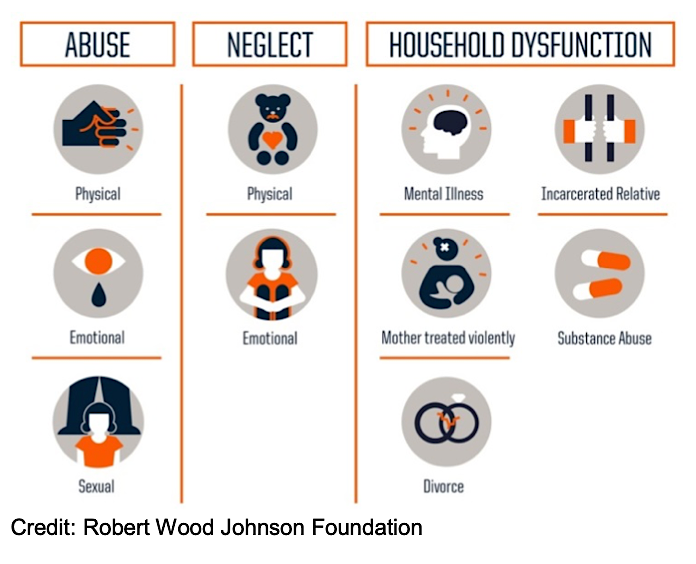 ABUSE
NEGLECT
HOUSEHOLD DYSFUNCTION
Physical
Physical
Mental Illness
Incarcerated Relative
Emotional
Emotional
Mother treated violently
Substance Abuse
Sexual
Divorce
Credit: Robert Wood Johnson Foundation